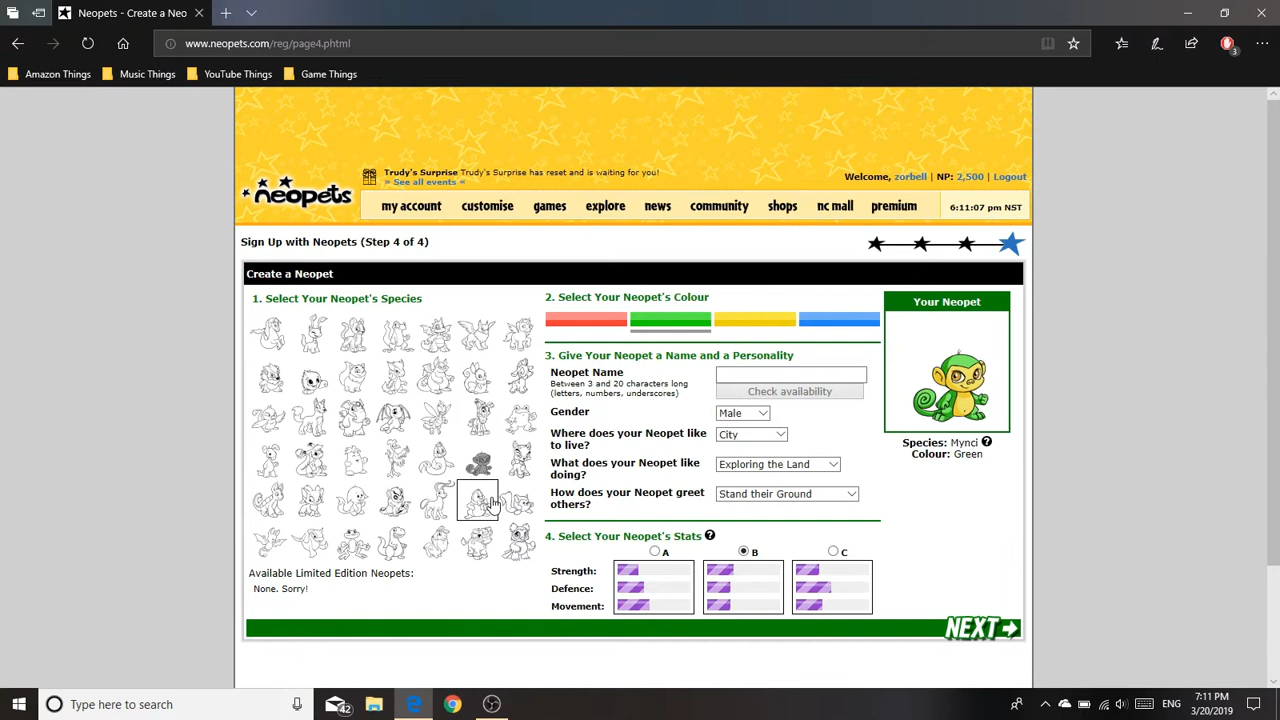 Neopets - Create a Neo
www.neopets.com/reg/page4.phtml
3
Amazon Things
Music Things
YouTube Things
Game Things
Trudy's Surprise Trudy's Surprise has reset and is waiting for you!
» See all events «
Welcome, zorbell | NP: 2,500 | Logout
neopets
my account
customise
games
explore
news
community
shops
nc mall
premium
6:11:07 pm NST
Sign Up with Neopets (Step 4 of 4)
Create a Neopet
1. Select Your Neopet's Species
Available Limited Edition Neopets:
None. Sorry!
2. Select Your Neopet's Colour
3. Give Your Neopet a Name and a Personality
Neopet Name
Between 3 and 20 characters long
(letters, numbers, underscores)
Check availability
Gender
Male
Where does your Neopet like
to live?
City
What does your Neopet like
doing?
Exploring the Land
How does your Neopet greet
others?
Stand their Ground
4. Select Your Neopet's Stats ?
A
B
C
Strength:
Defence:
Movement:
Your Neopet
Species: Mynci ?
Colour: Green
NEXT
Type here to search
42
ENG
7:11 PM
3/20/2019